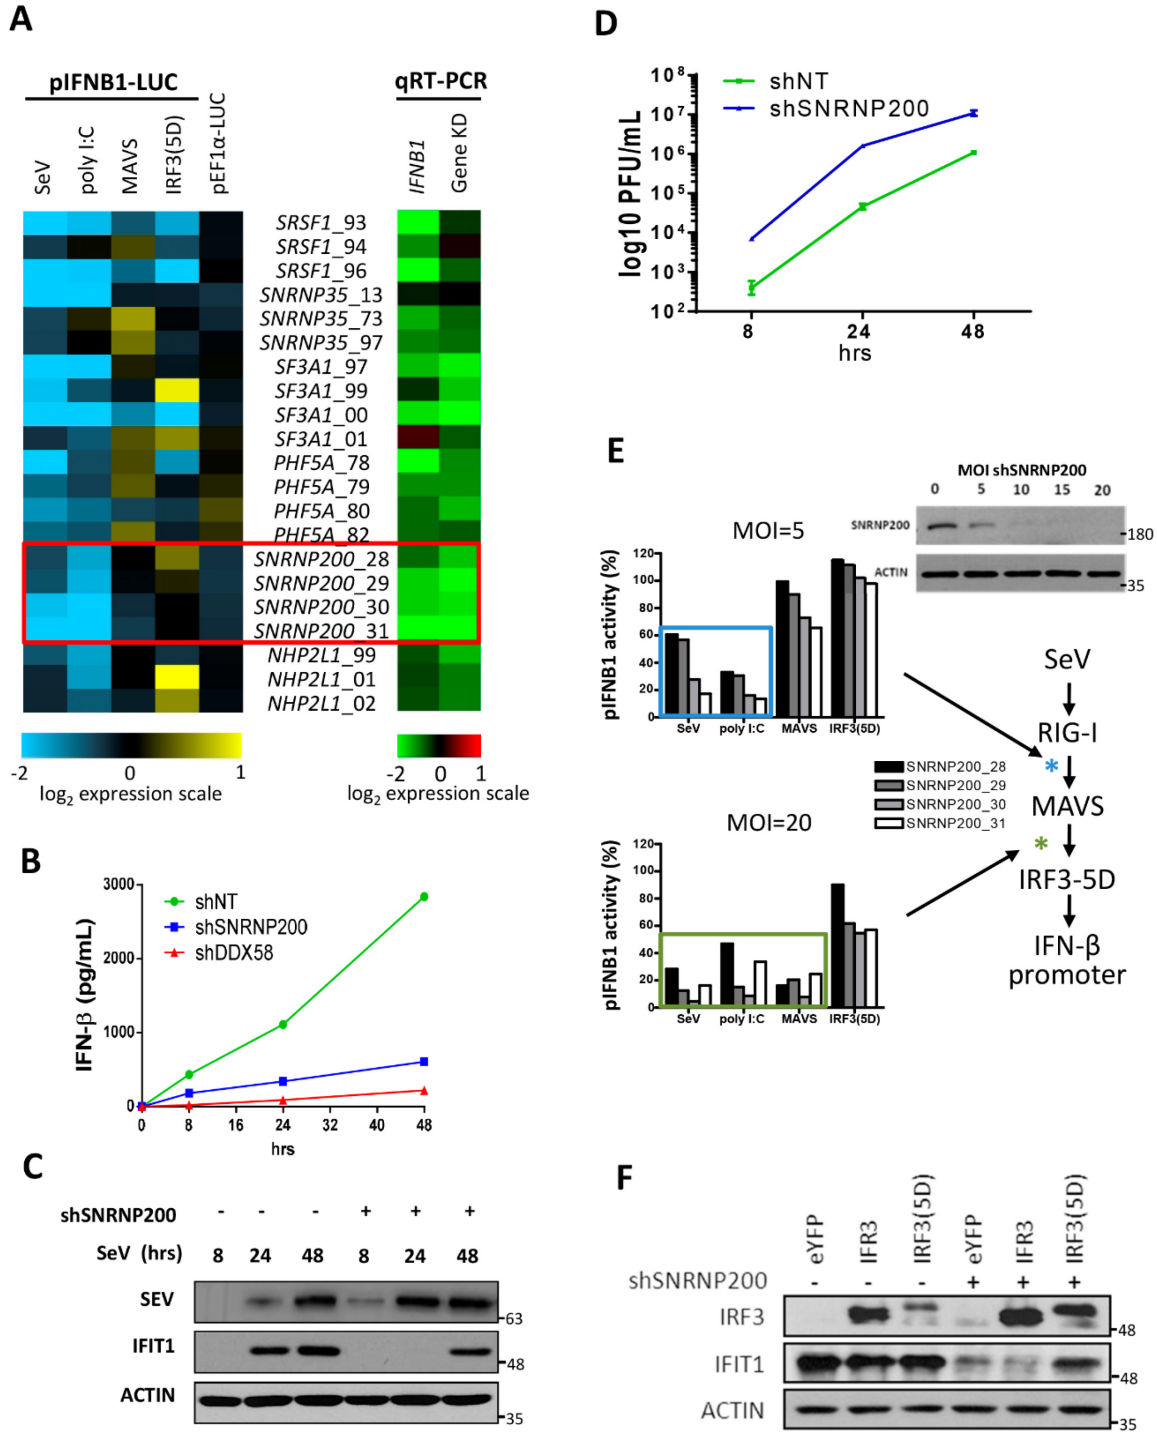 A
pIFNB1-LUC
qRT-PCR
SeV
poly I:C
MAVS
IRF3(5D)
pEF1α-LUC
IFNB1
Gene KD
SRSF1_93
SRSF1_94
SRSF1_96
SNRNP35_13
SNRNP35_73
SNRNP35_97
SF3A1_97
SF3A1_99
SF3A1_00
SF3A1_01
PHF5A_78
PHF5A_79
PHF5A_80
PHF5A_82
SNRNP200_28
SNRNP200_29
SNRNP200_30
SNRNP200_31
NHP2L1_99
NHP2L1_01
NHP2L1_02
-2 0 1
log2 expression scale
-2 0 1
log2 expression scale
B
IFN-β (pg/mL)
3000
2000
1000
0
shNT
shSNRNP200
shDDX58
0 8 16 24 32 40 48
hrs
C
shSNRNP200 - - - + + +
SeV (hrs) 8 24 48 8 24 48
SEV
-63
IFIT1
-48
ACTIN
-35
D
log10 PFU/mL
10^8
10^7
10^6
10^5
10^4
10^3
10^2
shNT
shSNRNP200
8 24 48
hrs
E
MOI shSNRNP200
0 5 10 15 20
SNRNP200
-180
ACTIN
-35
MOI=5
pIFNB1 activity (%)
120
100
80
60
40
20
0
SeV poly I:C MAVS IRF3(5D)
SNRNP200_28
SNRNP200_29
SNRNP200_30
SNRNP200_31
MOI=20
pIFNB1 activity (%)
120
100
80
60
40
20
0
SeV poly I:C MAVS IRF3(5D)
SeV
RIG-I
*
MAVS
*
IRF3-5D
IFN-β
promoter
F
eYFP
IFR3
IRF3(5D)
eYFP
IFR3
IRF3(5D)
shSNRNP200 - - - + + +
IRF3
-48
IFIT1
-48
ACTIN
-35